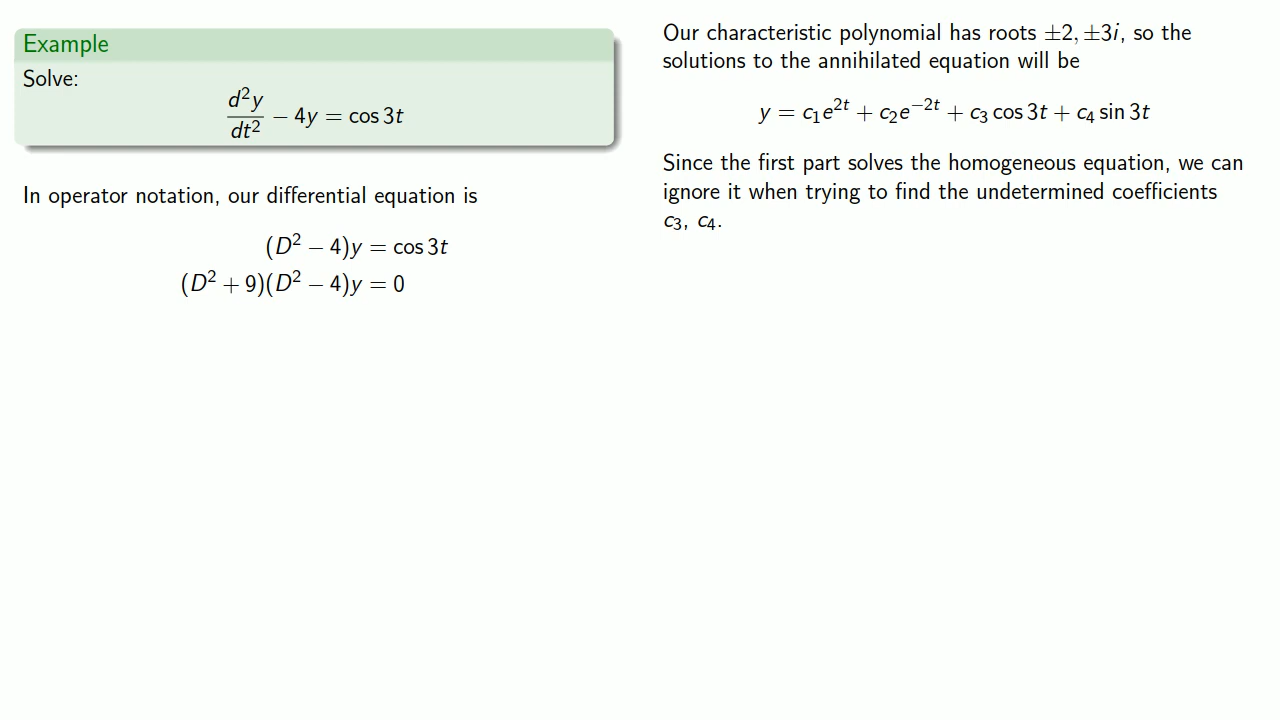 Example
Solve:
d²y/dt² − 4y = cos 3t
In operator notation, our differential equation is
(D² − 4)y = cos 3t
(D² + 9)(D² − 4)y = 0
Our characteristic polynomial has roots ±2, ±3i, so the
solutions to the annihilated equation will be
y = c₁e²ᵗ + c₂e⁻²ᵗ + c₃ cos 3t + c₄ sin 3t
Since the first part solves the homogeneous equation, we can
ignore it when trying to find the undetermined coefficients
c₃, c₄.